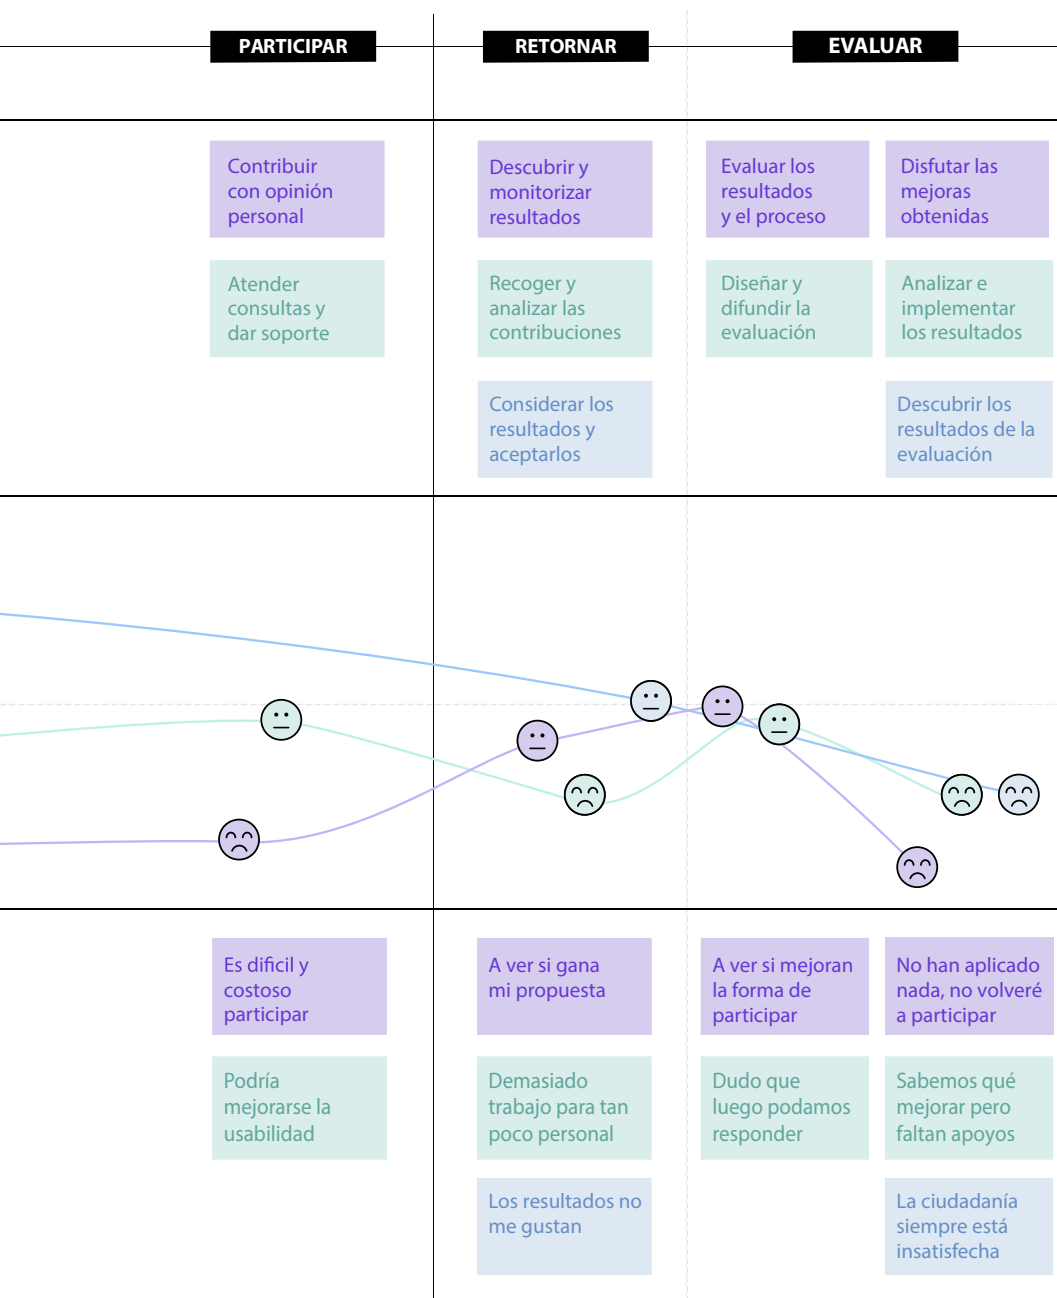 PARTICIPAR
RETORNAR
EVALUAR
Contribuir
con opinión
personal
Descubrir y
monitorizar
resultados
Evaluar los
resultados
y el proceso
Disfutar las
mejoras
obtenidas
Atender
consultas y
dar soporte
Recoger y
analizar las
contribuciones
Diseñar y
difundir la
evaluación
Analizar e
implementar
los resultados
Considerar los
resultados y
aceptarlos
Descubrir los
resultados de la
evaluación
Es dificil y
costoso
participar
A ver si gana
mi propuesta
A ver si mejoran
la forma de
participar
No han aplicado
nada, no volveré
a participar
Podría
mejorarse la
usabilidad
Demasiado
trabajo para tan
poco personal
Dudo que
luego podamos
responder
Sabemos qué
mejorar pero
faltan apoyos
Los resultados no
me gustan
La ciudadanía
siempre está
insatisfecha